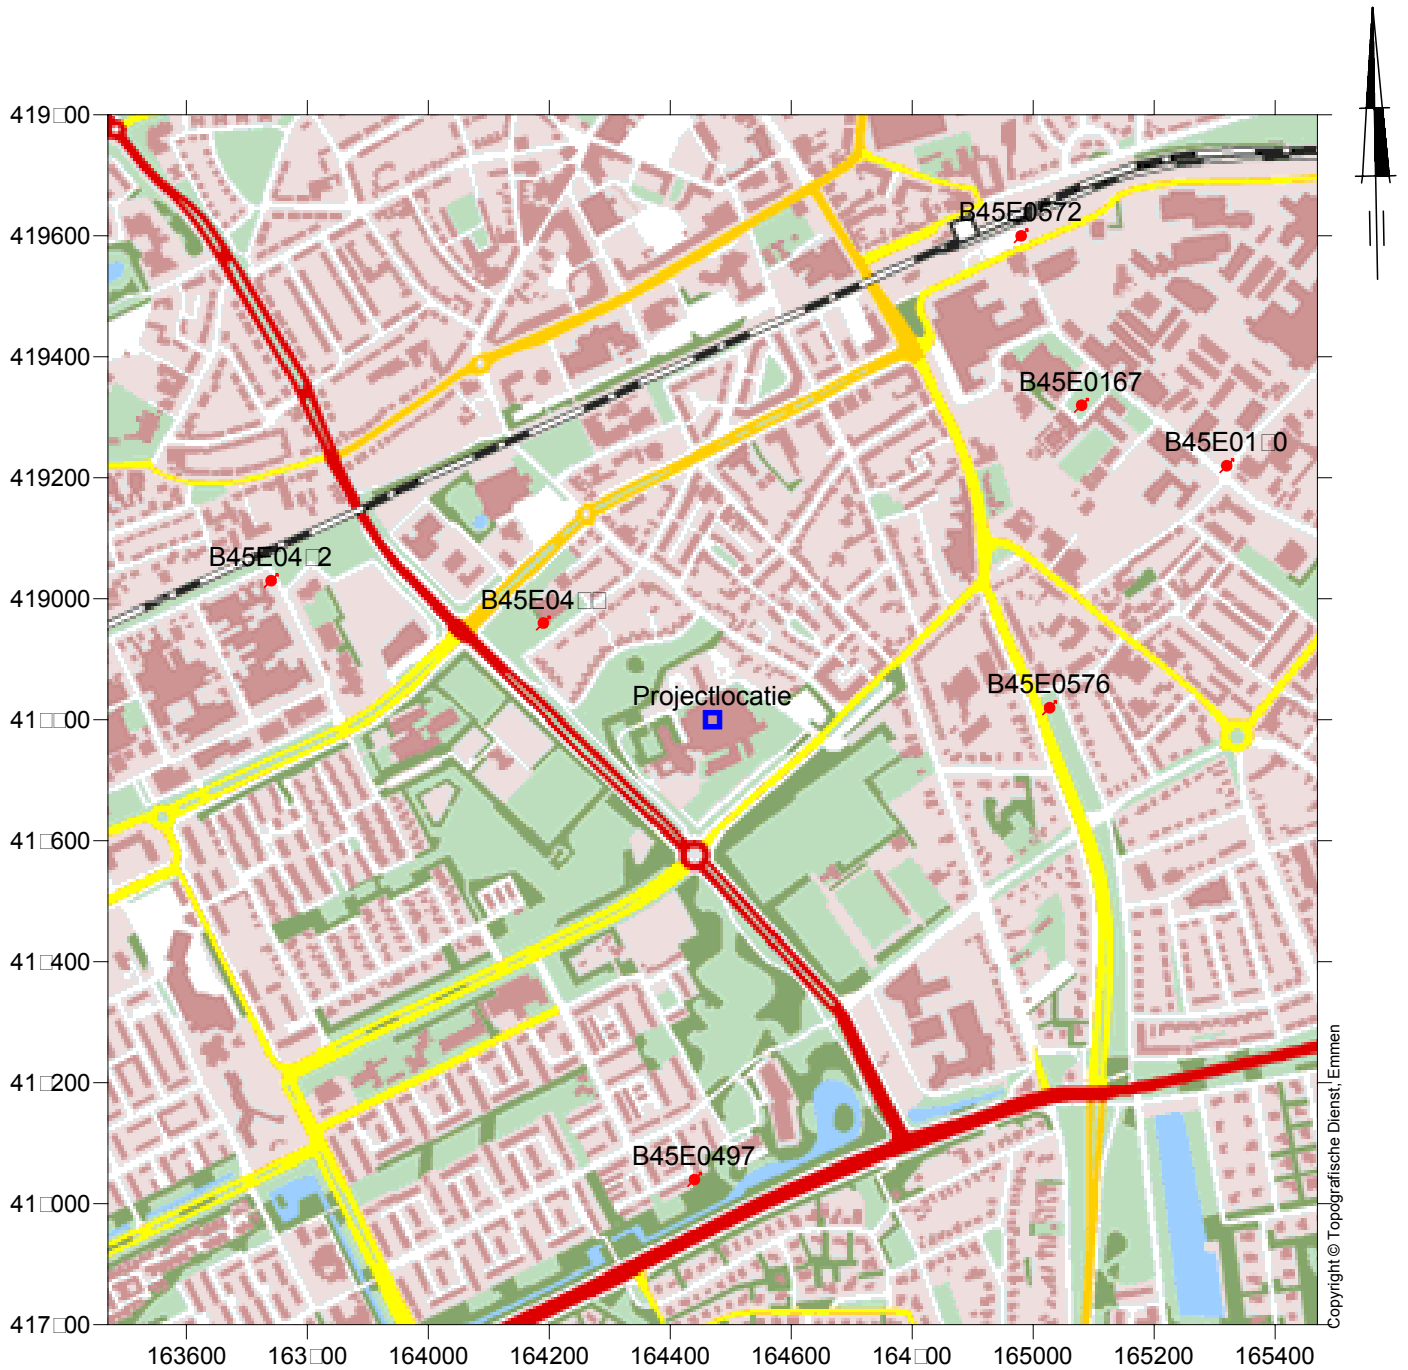 419□00
B45E0572
419600
419400
B45E0167
B45E01□0
419200
B45E04□2
419000
B45E04□□
B45E0576
Projectlocatie
41□□00
41□600
41□400
41□200
B45E0497
41□000
417□00
163600 163□00 164000 164200 164400 164600 164□00 165000 165200 165400
Copyright © Topografische Dienst, Emmen